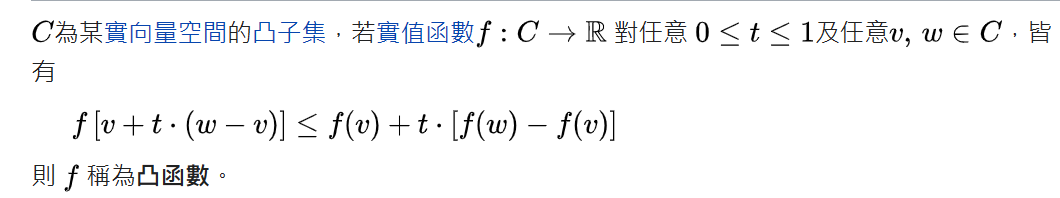 C為某實向量空間的凸子集，若實值函數f : C → ℝ 對任意 0 ≤ t ≤ 1及任意v, w ∈ C，皆
有
f [v + t · (w − v)] ≤ f(v) + t · [f(w) − f(v)]
則 f 稱為凸函數。